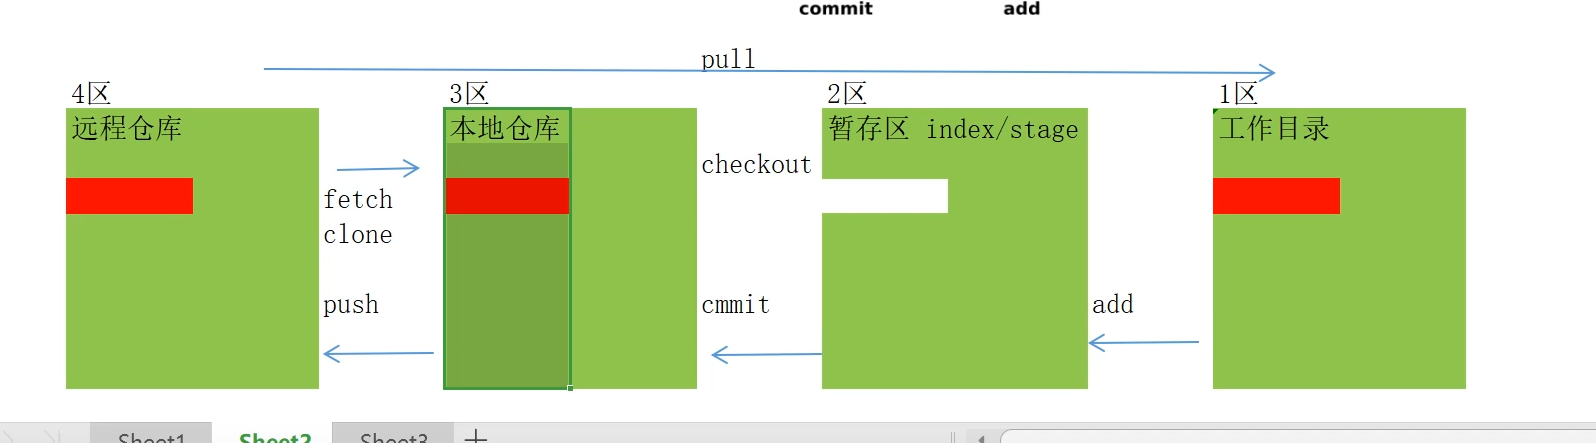 commit add
pull
4区 3区 2区 1区
远程仓库 本地仓库 暂存区 index/stage 工作目录
checkout
fetch
clone
push cmmit add
Sheet1 Sheet2 Sheet3